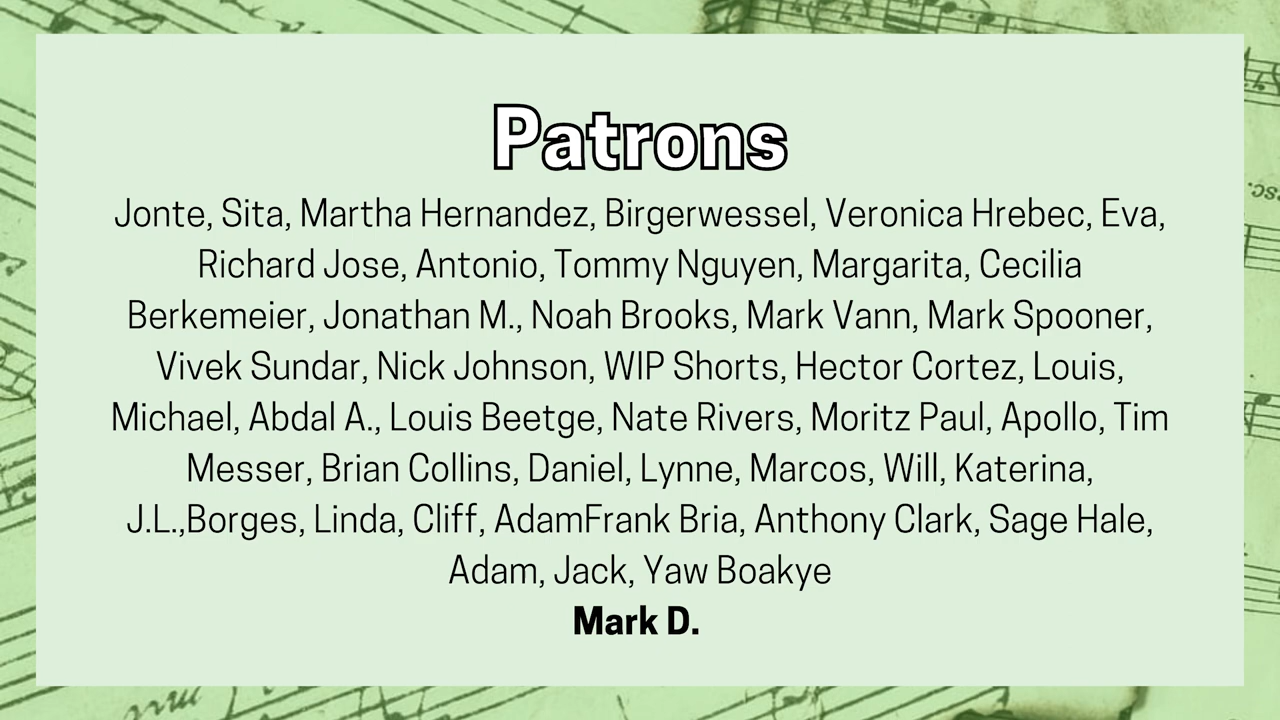 Patrons
Jonte, Sita, Martha Hernandez, Birgerwessel, Veronica Hrebec, Eva,
Richard Jose, Antonio, Tommy Nguyen, Margarita, Cecilia
Berkemeier, Jonathan M., Noah Brooks, Mark Vann, Mark Spooner,
Vivek Sundar, Nick Johnson, WIP Shorts, Hector Cortez, Louis,
Michael, Abdal A., Louis Beetge, Nate Rivers, Moritz Paul, Apollo, Tim
Messer, Brian Collins, Daniel, Lynne, Marcos, Will, Katerina,
J.L.,Borges, Linda, Cliff, AdamFrank Bria, Anthony Clark, Sage Hale,
Adam, Jack, Yaw Boakye
Mark D.